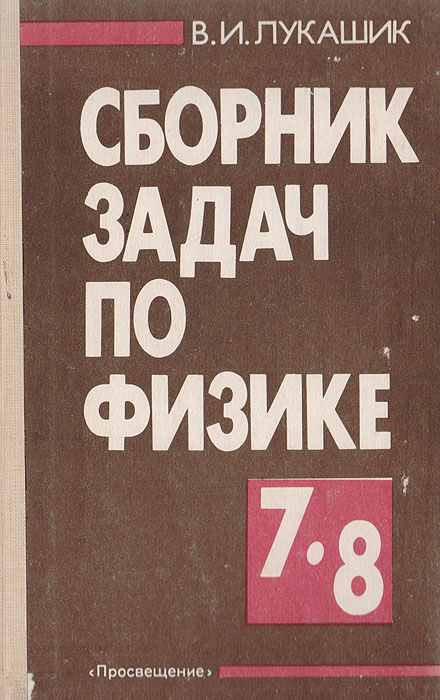 В.И.ЛУКАШИК
СБОРНИК
ЗАДАЧ
ПО
ФИЗИКЕ
7·8
‹Просвещение›